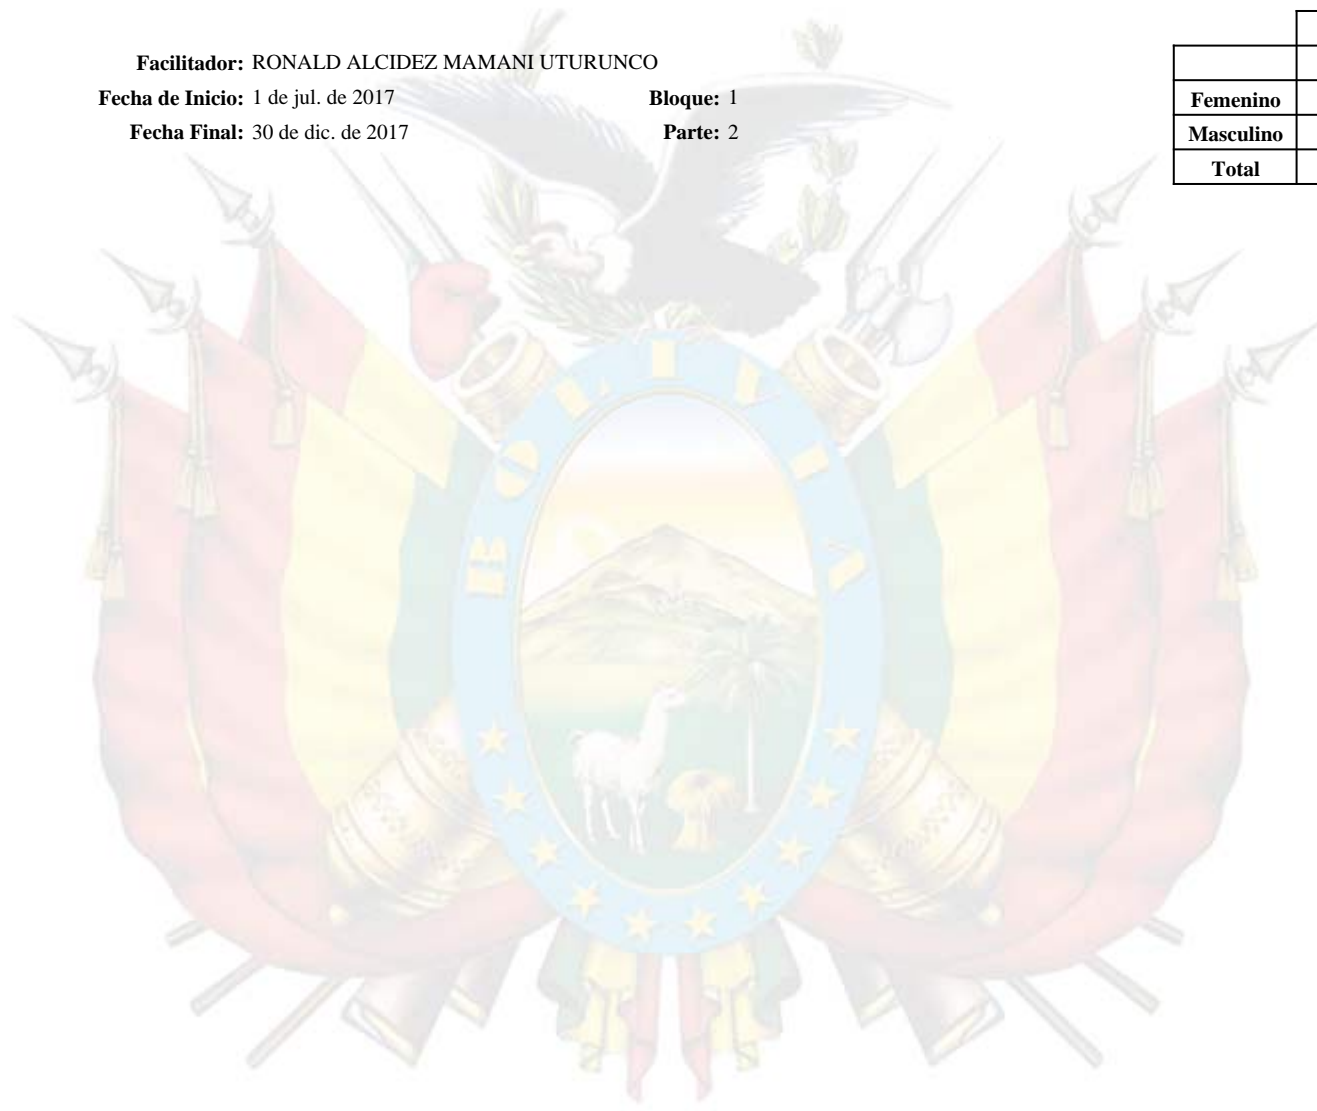 Facilitador: RONALD ALCIDEZ MAMANI UTURUNCO
Fecha de Inicio: 1 de jul. de 2017 Bloque: 1
Fecha Final: 30 de dic. de 2017 Parte: 2
Femenino
Masculino
Total
BOLIVIA